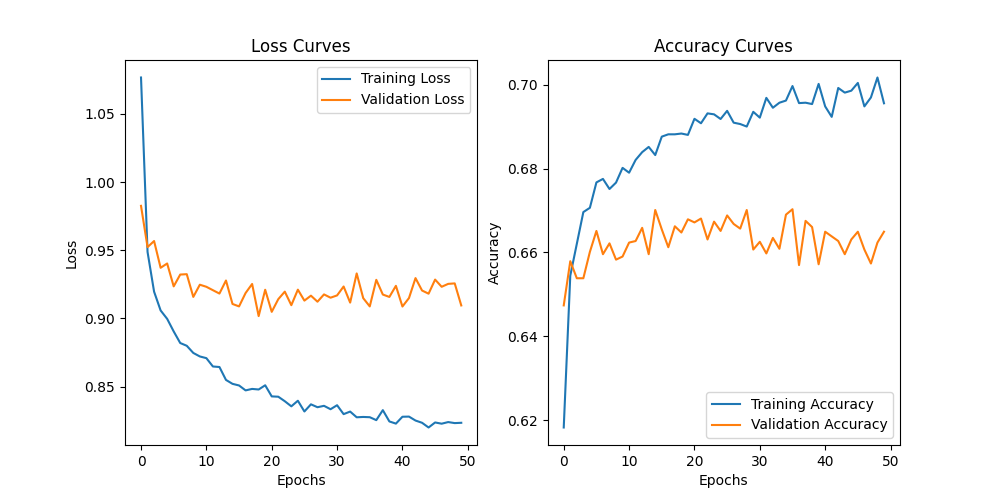 Loss Curves
Training Loss
Validation Loss
1.05
1.00
0.95
0.90
0.85
Loss
0 10 20 30 40 50
Epochs
Accuracy Curves
0.70
0.68
0.66
0.64
0.62
Accuracy
Training Accuracy
Validation Accuracy
0 10 20 30 40 50
Epochs